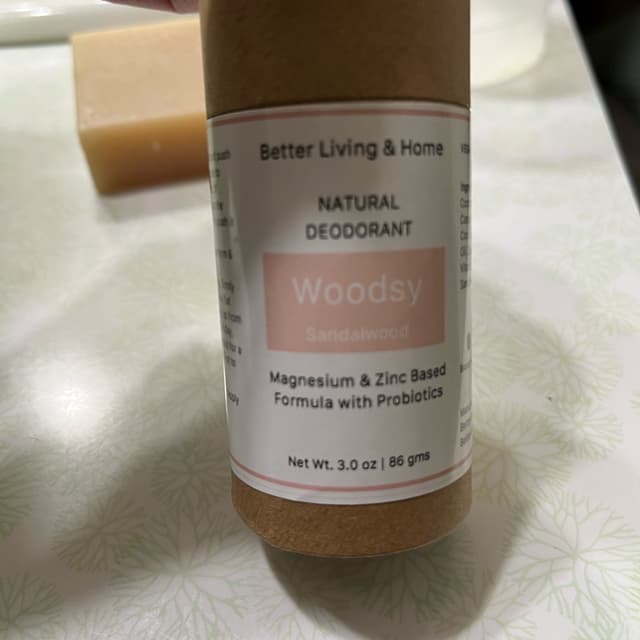 Better Living & Home
NATURAL
DEODORANT
Woodsy
Sandalwood
Magnesium & Zinc Based
Formula with Probiotics
Net Wt. 3.0 oz | 86 gms